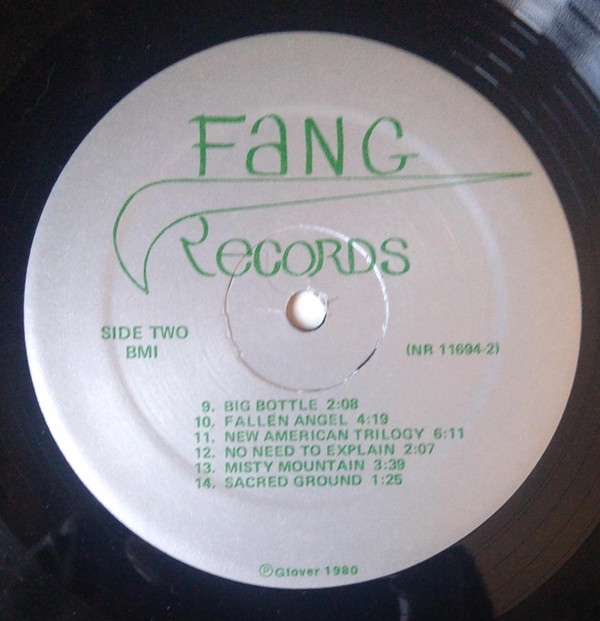 FANG
RECORDS
SIDE TWO
BMI
(NR 11694-2)
9. BIG BOTTLE 2:08
10. FALLEN ANGEL 4:19
11. NEW AMERICAN TRILOGY 6:11
12. NO NEED TO EXPLAIN 2:07
13. MISTY MOUNTAIN 3:39
14. SACRED GROUND 1:25
Ⓟ Glover 1980